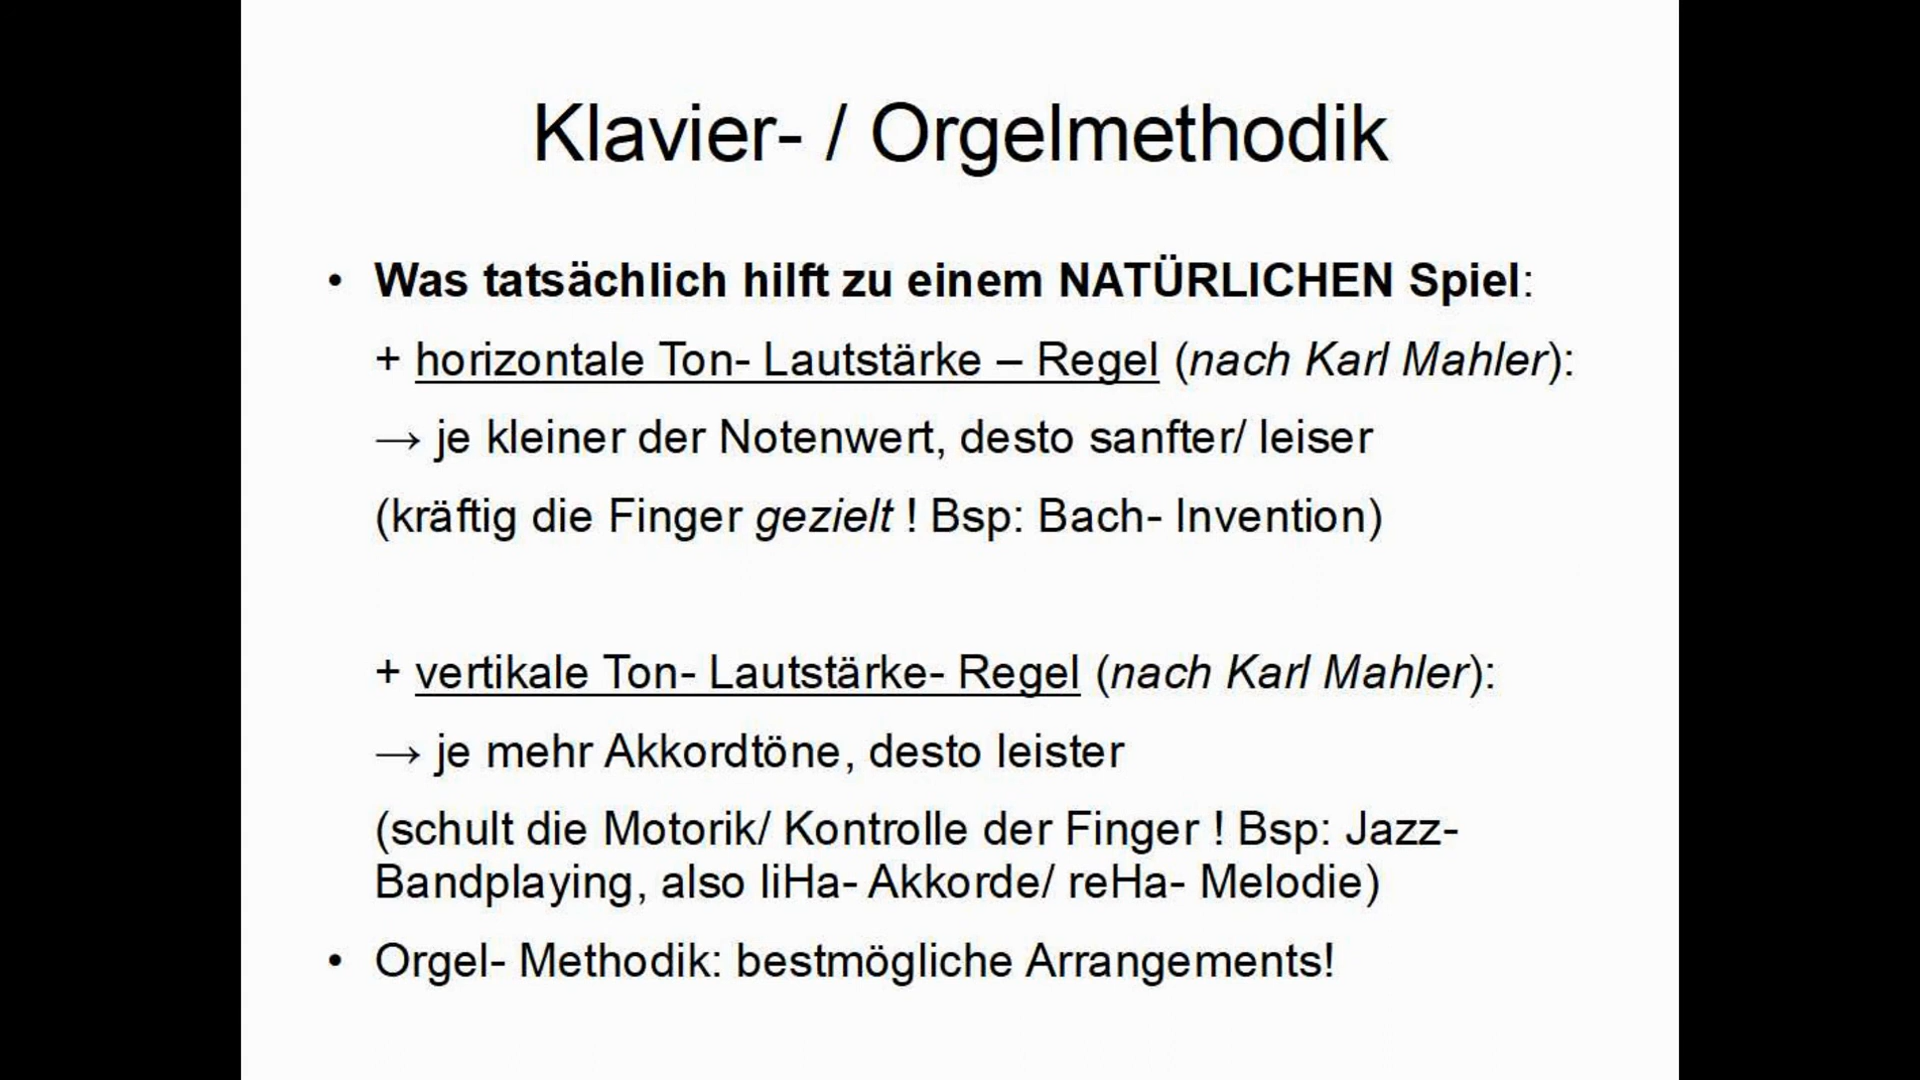 Klavier- / Orgelmethodik
• Was tatsächlich hilft zu einem NATÜRLICHEN Spiel:
+ horizontale Ton- Lautstärke – Regel (nach Karl Mahler):
→ je kleiner der Notenwert, desto sanfter/ leiser
(kräftig die Finger gezielt ! Bsp: Bach- Invention)
+ vertikale Ton- Lautstärke- Regel (nach Karl Mahler):
→ je mehr Akkordtöne, desto leister
(schult die Motorik/ Kontrolle der Finger ! Bsp: Jazz-
Bandplaying, also liHa- Akkorde/ reHa- Melodie)
• Orgel- Methodik: bestmögliche Arrangements!